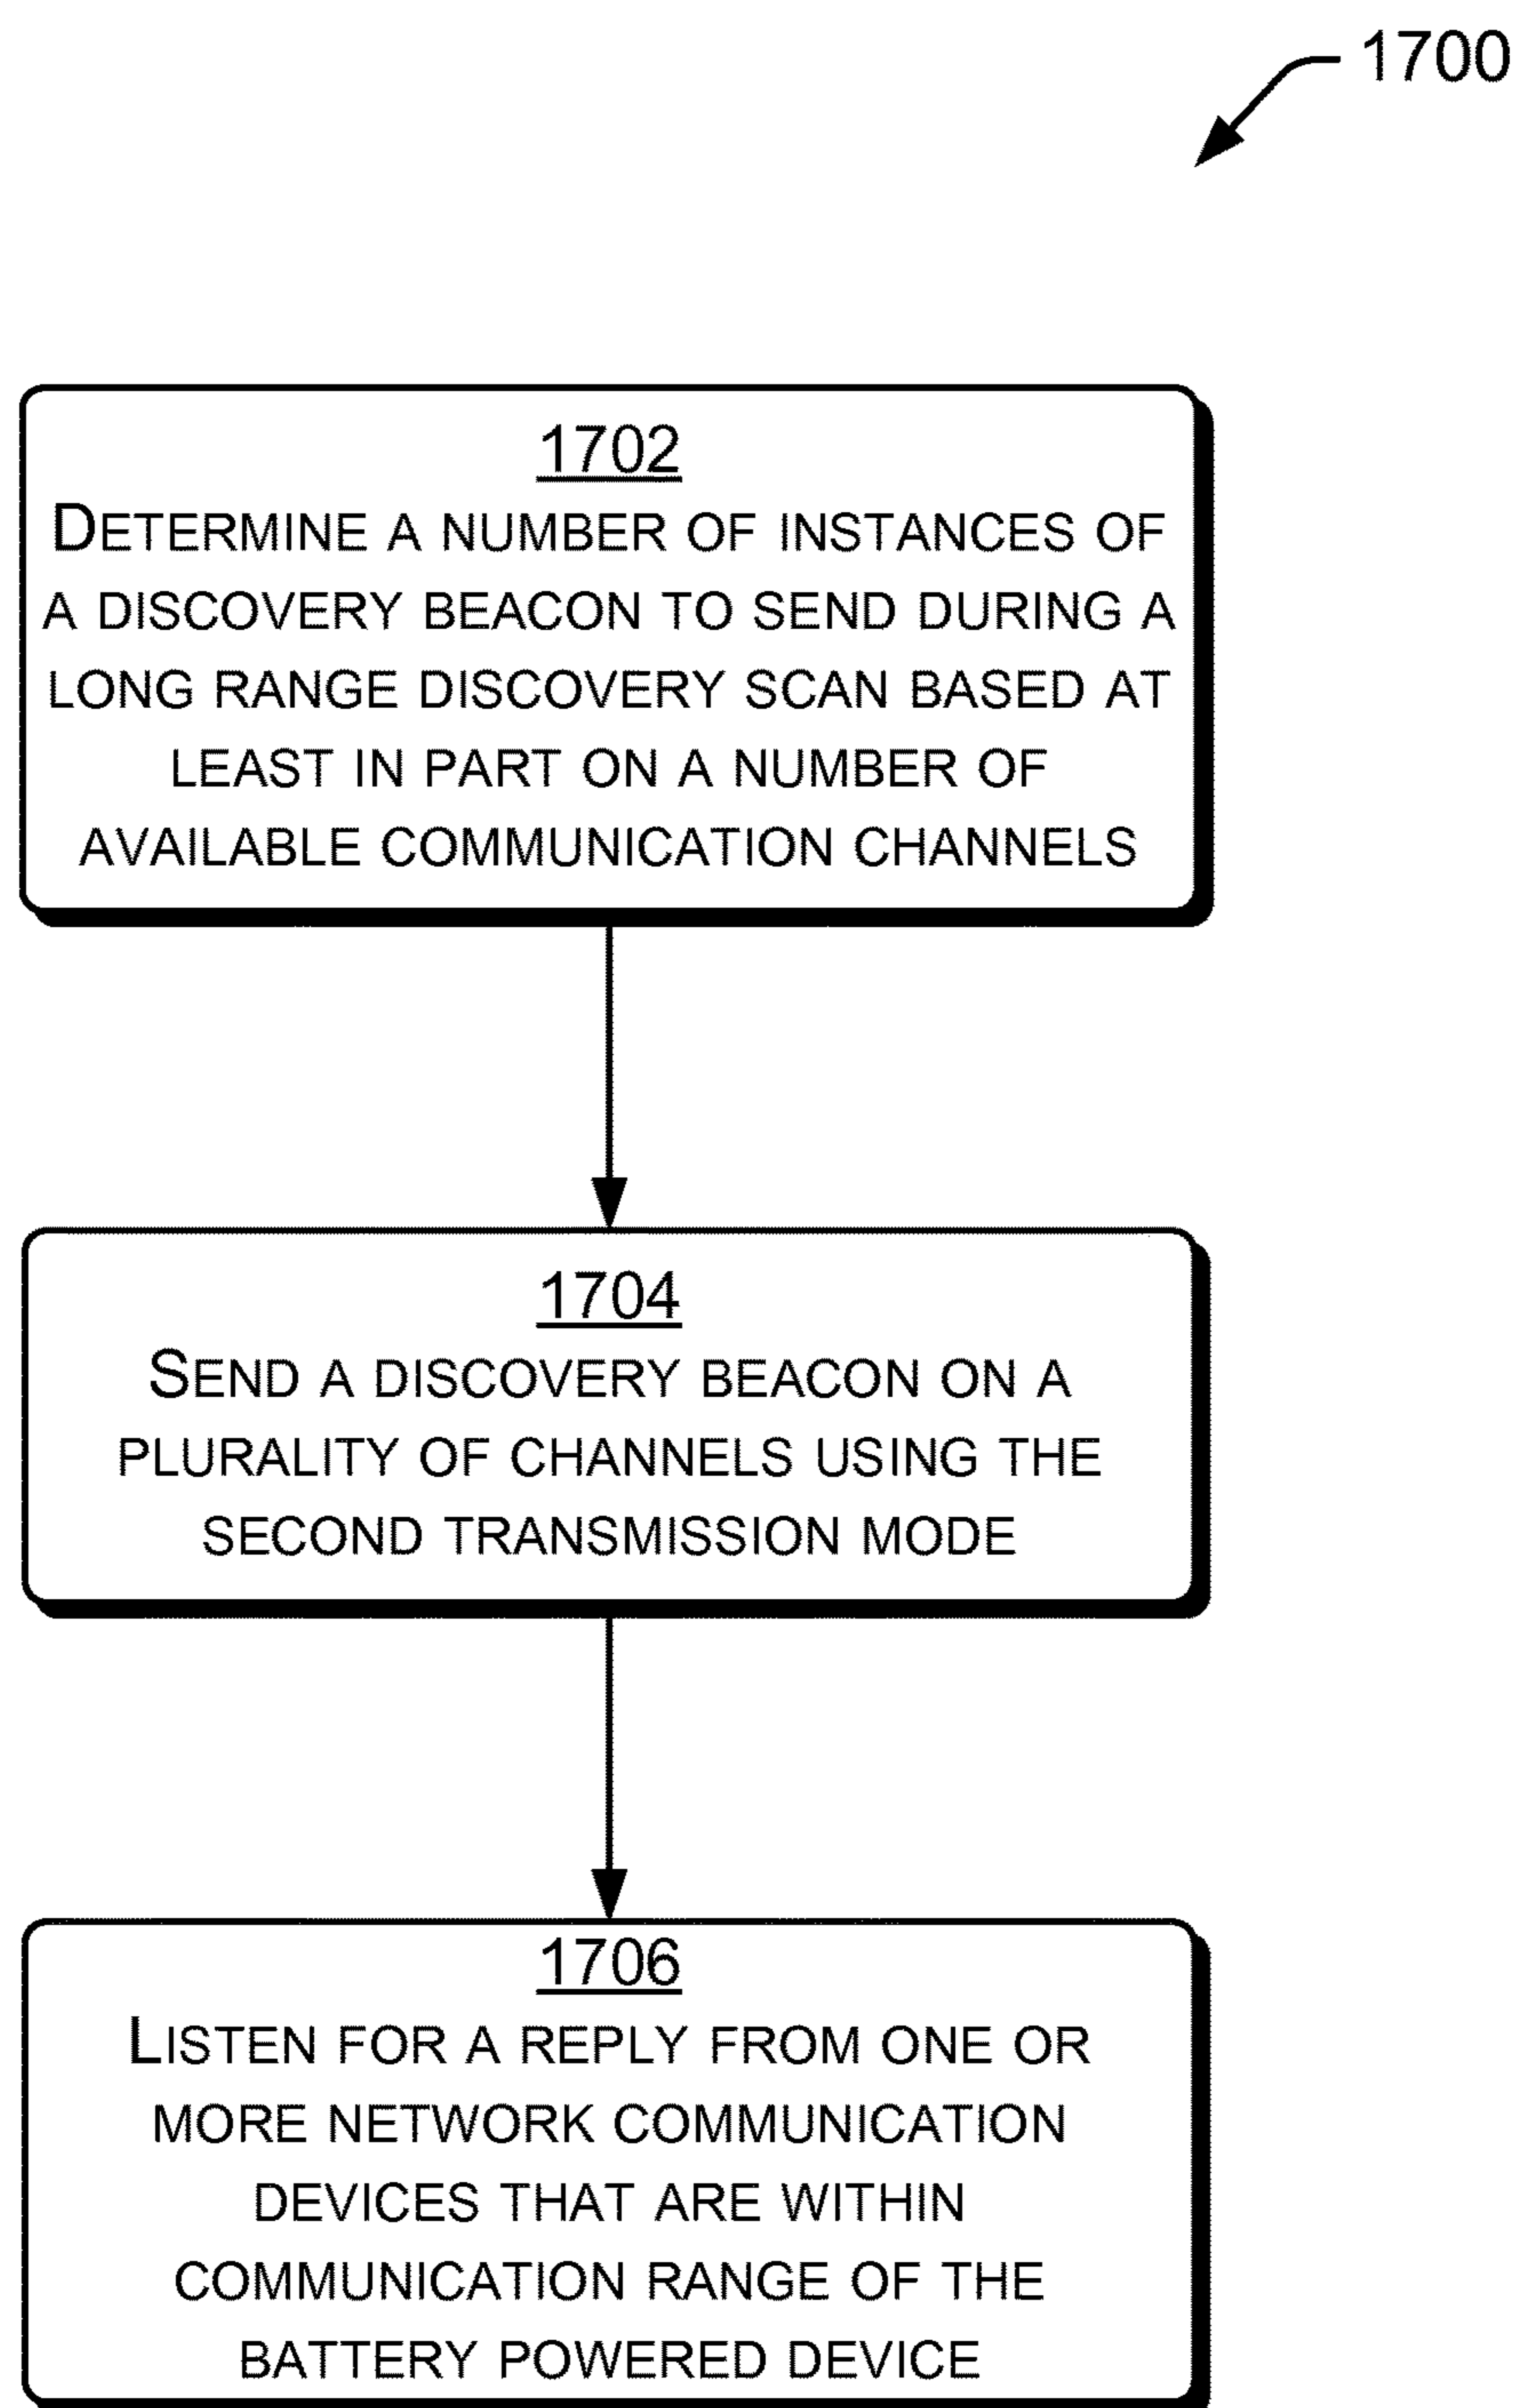 1700
1702
DETERMINE A NUMBER OF INSTANCES OF
A DISCOVERY BEACON TO SEND DURING A
LONG RANGE DISCOVERY SCAN BASED AT
LEAST IN PART ON A NUMBER OF
AVAILABLE COMMUNICATION CHANNELS
1704
SEND A DISCOVERY BEACON ON A
PLURALITY OF CHANNELS USING THE
SECOND TRANSMISSION MODE
1706
LISTEN FOR A REPLY FROM ONE OR
MORE NETWORK COMMUNICATION
DEVICES THAT ARE WITHIN
COMMUNICATION RANGE OF THE
BATTERY POWERED DEVICE